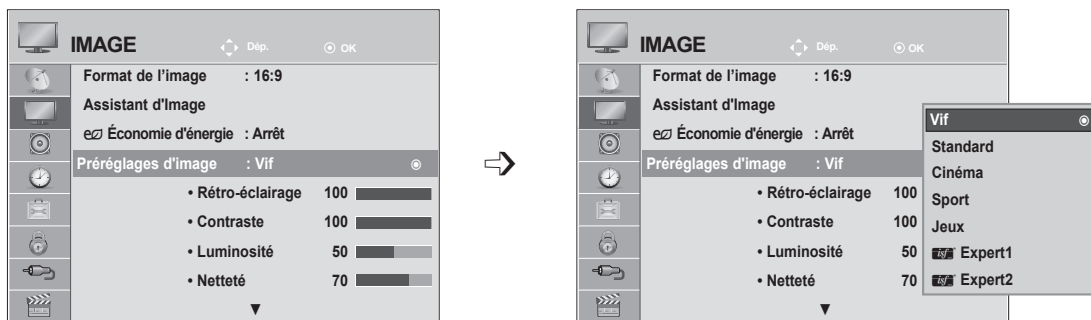 IMAGE Dép. OK
Format de l’image : 16:9
Assistant d'Image
Économie d'énergie : Arrêt
Préréglages d'image : Vif
• Rétro-éclairage 100
• Contraste 100
• Luminosité 50
• Netteté 70
IMAGE Dép. OK
Format de l’image : 16:9
Assistant d'Image
Économie d'énergie : Arrêt
Préréglages d'image : Vif
• Rétro-éclairage 100
• Contraste 100
• Luminosité 50
• Netteté 70
Vif
Standard
Cinéma
Sport
Jeux
isf Expert1
isf Expert2